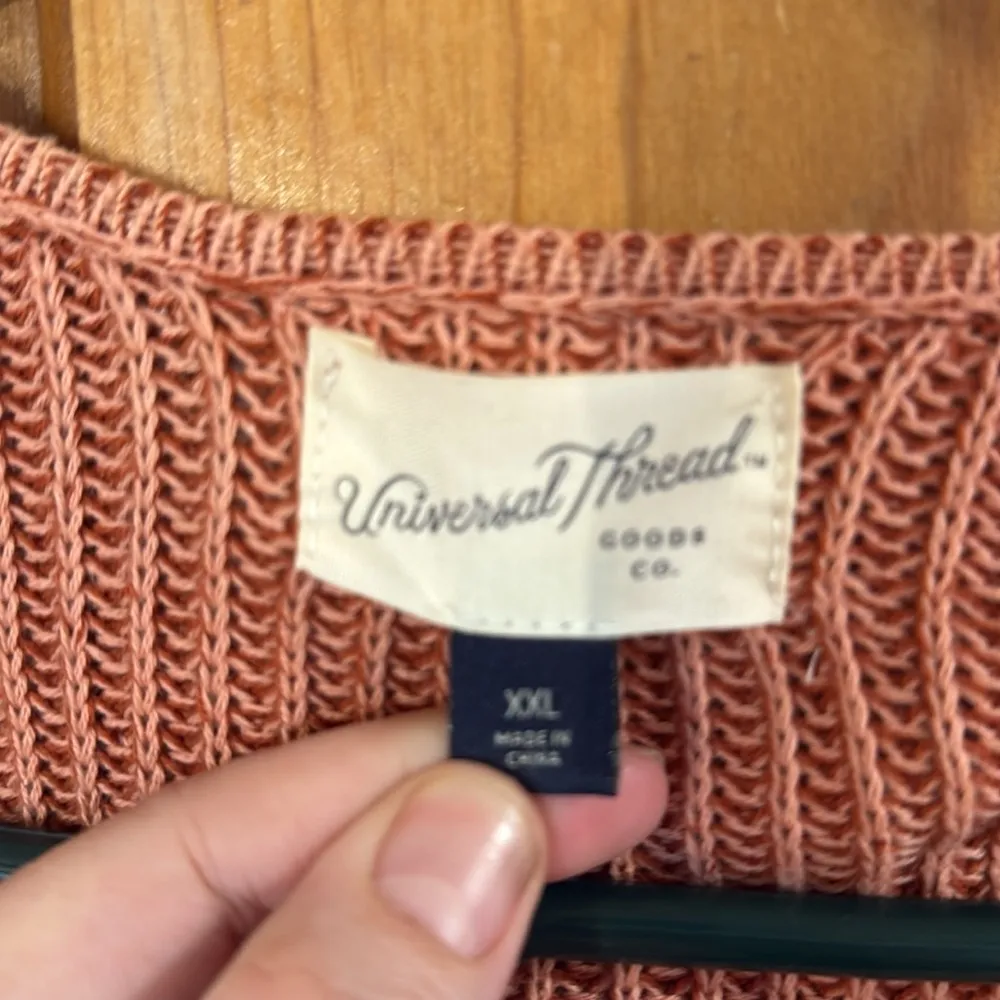 Universal Thread™
GOODS
CO.
XXL
MADE IN
CHINA